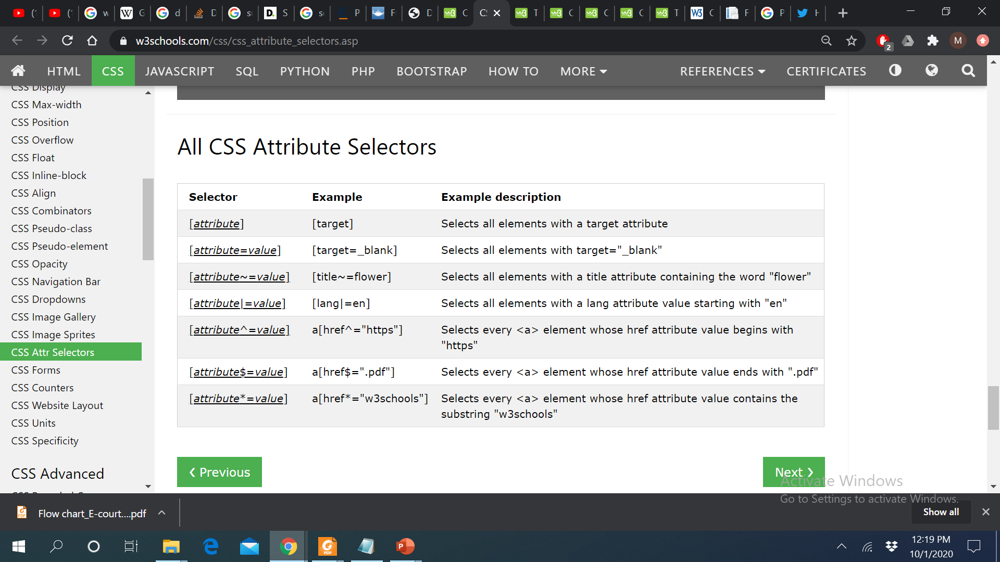 w3schools.com/css/css_attribute_selectors.asp
2
M
HTML
CSS
JAVASCRIPT
SQL
PYTHON
PHP
BOOTSTRAP
HOW TO
MORE
REFERENCES
CERTIFICATES
CSS Display
CSS Max-width
CSS Position
CSS Overflow
CSS Float
CSS Inline-block
CSS Align
CSS Combinators
CSS Pseudo-class
CSS Pseudo-element
CSS Opacity
CSS Navigation Bar
CSS Dropdowns
CSS Image Gallery
CSS Image Sprites
CSS Attr Selectors
CSS Forms
CSS Counters
CSS Website Layout
CSS Units
CSS Specificity
CSS Advanced
All CSS Attribute Selectors
Selector Example Example description
[attribute] [target] Selects all elements with a target attribute
[attribute=value] [target=_blank] Selects all elements with target="_blank"
[attribute~=value] [title~=flower] Selects all elements with a title attribute containing the word "flower"
[attribute|=value] [lang|=en] Selects all elements with a lang attribute value starting with "en"
[attribute^=value] a[href^="https"] Selects every <a> element whose href attribute value begins with
"https"
[attribute$=value] a[href$=".pdf"] Selects every <a> element whose href attribute value ends with ".pdf"
[attribute*=value] a[href*="w3schools"] Selects every <a> element whose href attribute value contains the
substring "w3schools"
❮ Previous
Next ❯
Activate Windows
Go to Settings to activate Windows.
Flow chart_E-court....pdf
Show all
12:19 PM
10/1/2020